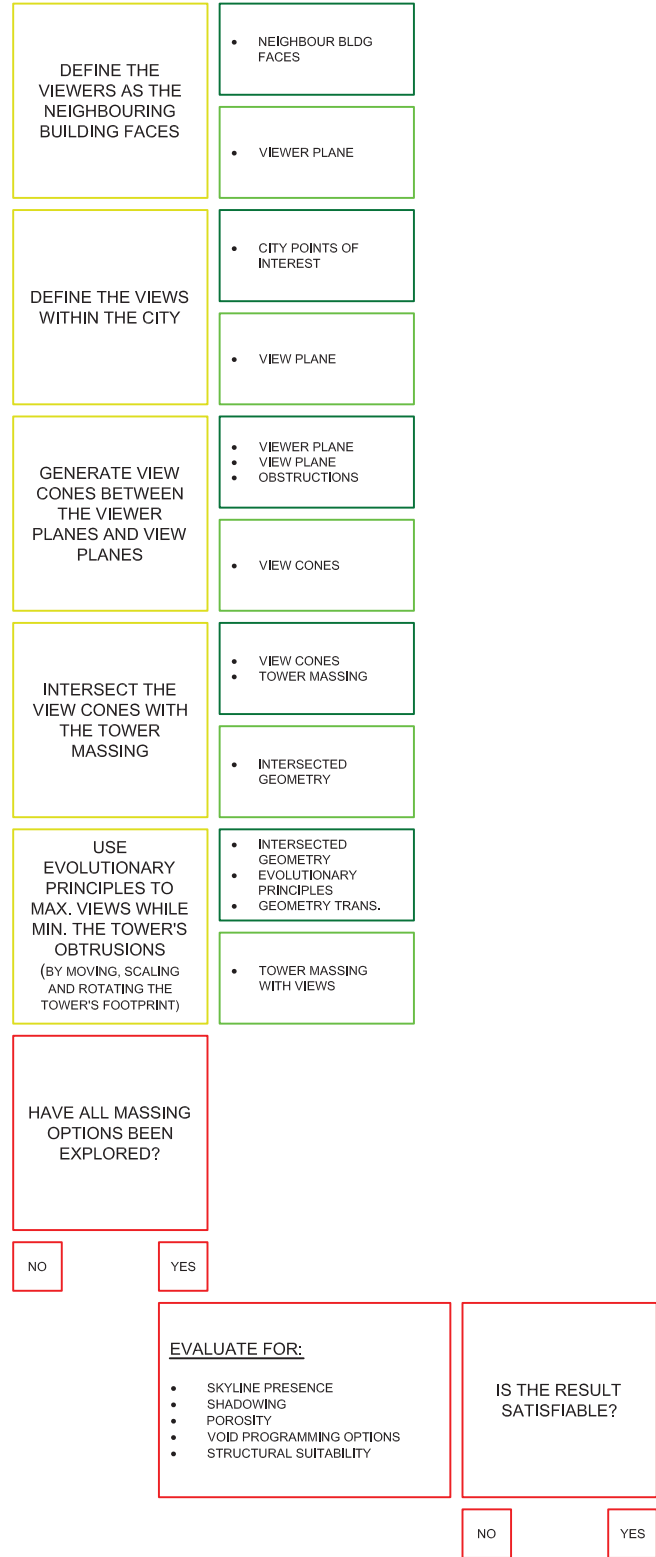 DEFINE THE
VIEWERS AS THE
NEIGHBOURING
BUILDING FACES
• NEIGHBOUR BLDG
FACES
• VIEWER PLANE
DEFINE THE VIEWS
WITHIN THE CITY
• CITY POINTS OF
INTEREST
• VIEW PLANE
GENERATE VIEW
CONES BETWEEN
THE VIEWER
PLANES AND VIEW
PLANES
• VIEWER PLANE
• VIEW PLANE
• OBSTRUCTIONS
• VIEW CONES
INTERSECT THE
VIEW CONES WITH
THE TOWER
MASSING
• VIEW CONES
• TOWER MASSING
• INTERSECTED
GEOMETRY
USE
EVOLUTIONARY
PRINCIPLES TO
MAX. VIEWS WHILE
MIN. THE TOWER'S
OBTRUSIONS
(BY MOVING, SCALING
AND ROTATING THE
TOWER'S FOOTPRINT)
• INTERSECTED
GEOMETRY
• EVOLUTIONARY
PRINCIPLES
• GEOMETRY TRANS.
• TOWER MASSING
WITH VIEWS
HAVE ALL MASSING
OPTIONS BEEN
EXPLORED?
NO
YES
EVALUATE FOR:
• SKYLINE PRESENCE
• SHADOWING
• POROSITY
• VOID PROGRAMMING OPTIONS
• STRUCTURAL SUITABILITY
IS THE RESULT
SATISFIABLE?
NO
YES